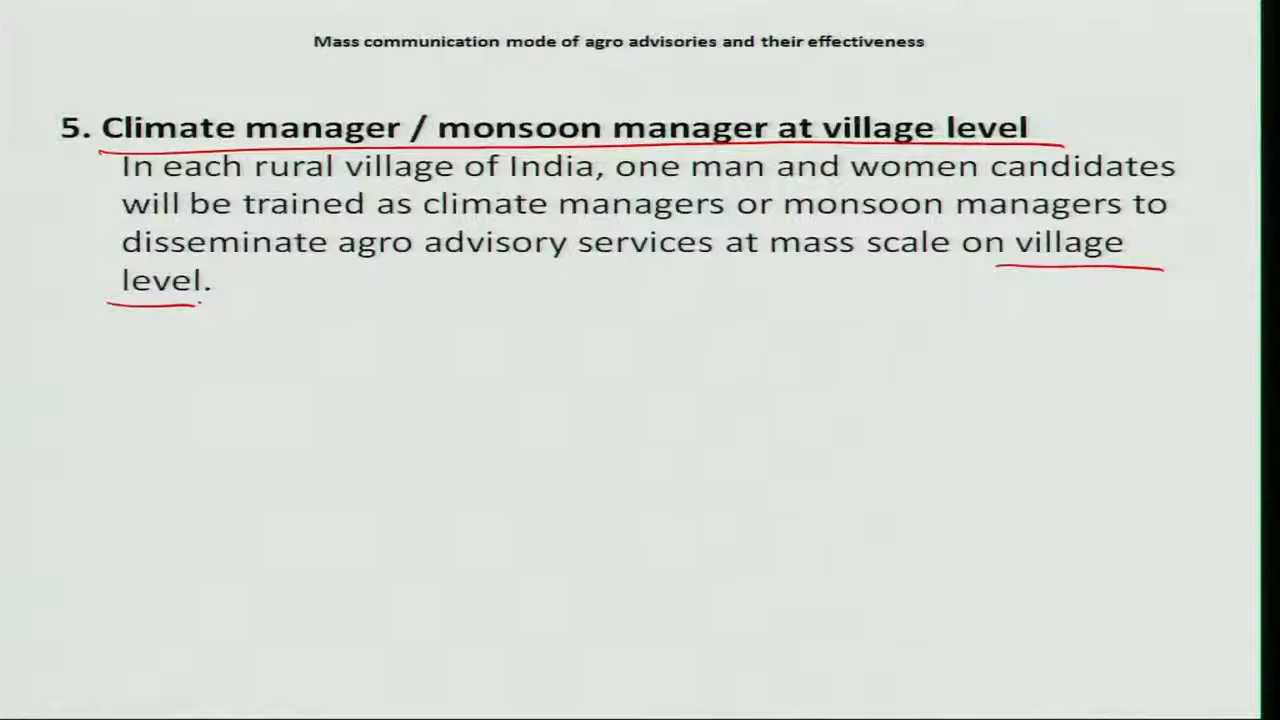 Mass communication mode of agro advisories and their effectiveness
5. Climate manager / monsoon manager at village level
In each rural village of India, one man and women candidates
will be trained as climate managers or monsoon managers to
disseminate agro advisory services at mass scale on village
level.